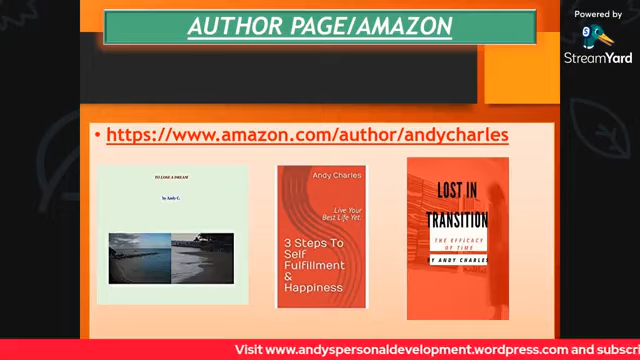 AUTHOR PAGE/AMAZON
Powered by
StreamYard
• https://www.amazon.com/author/andycharles
TO LOSE A DREAM
by Andy C.
Andy Charles
Live Your
Best Life Yet.
3 Steps To
Self
Fulfillment
&
Happiness
LOST IN
TRANSITION
THE EFFICACY
OF TIME
BY ANDY CHARLES
Visit www.andyspersonaldevelopment.wordpress.com and subscri